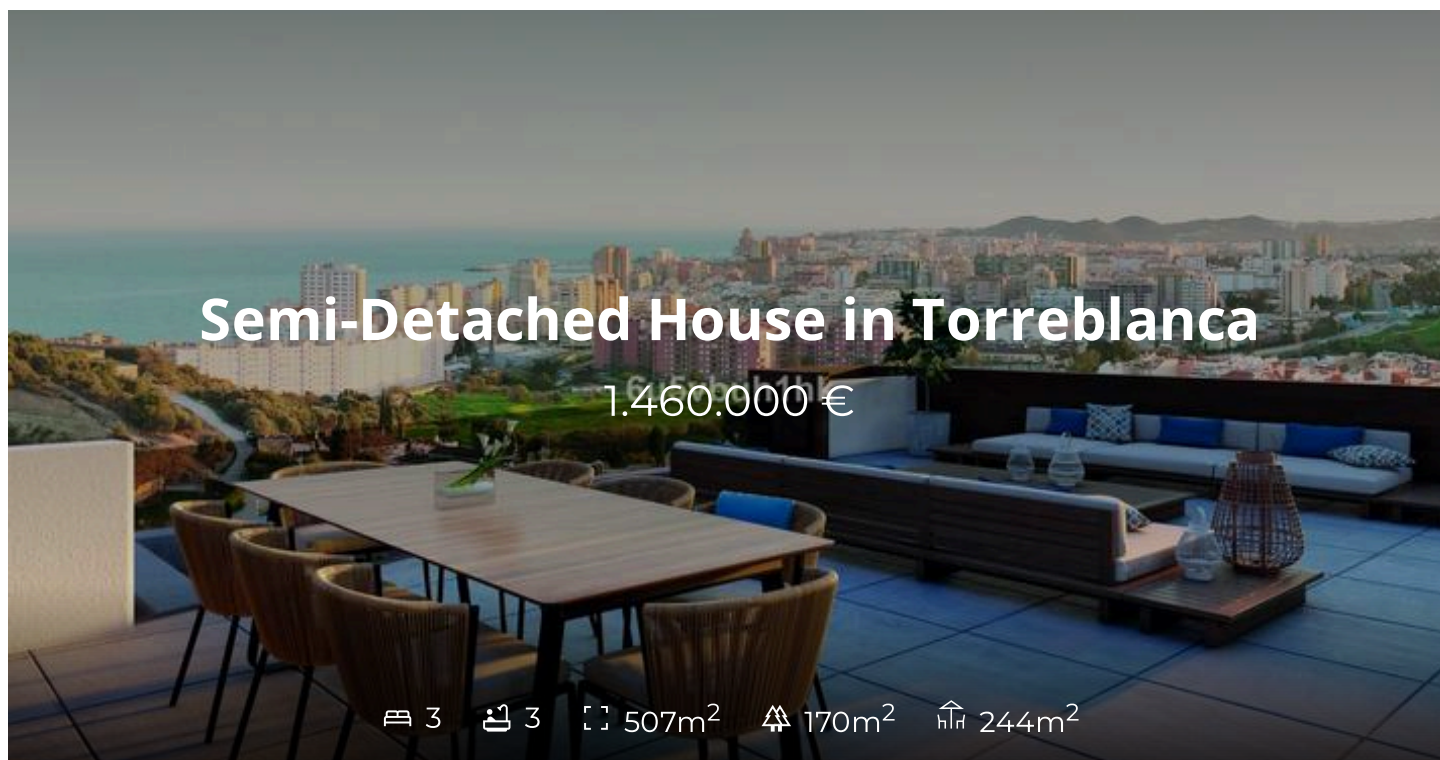 Semi-Detached House in Torreblanca
1.460.000 €
3 3 507m² 170m² 244m²